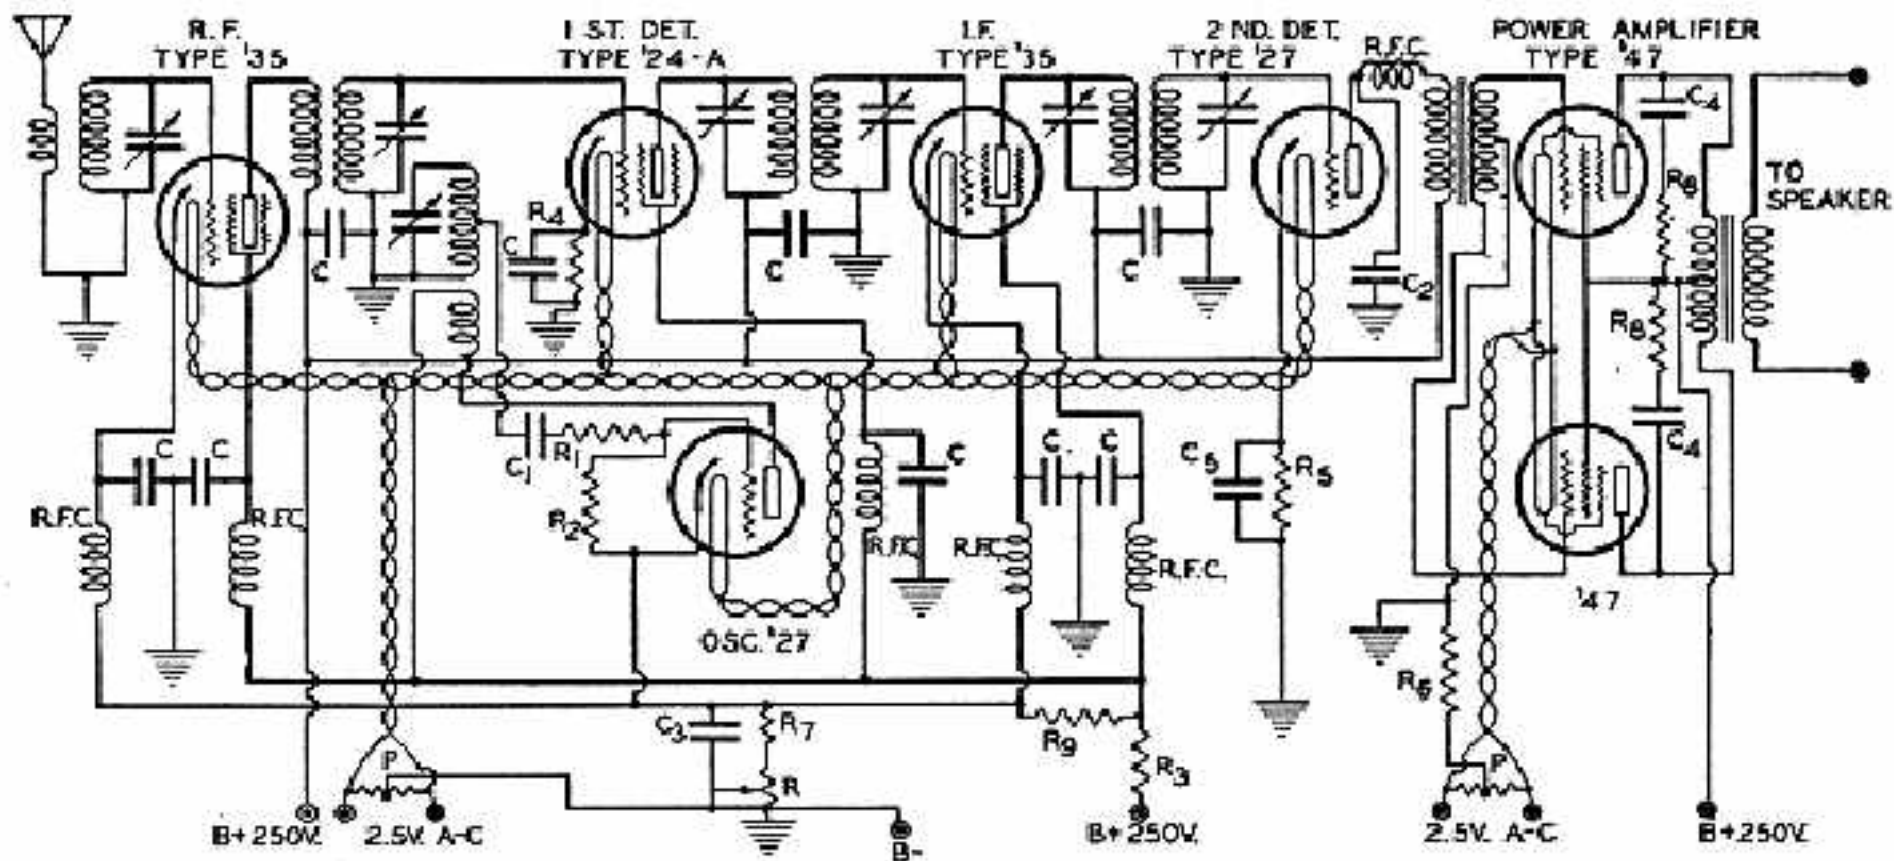 R.F.
TYPE '35
1 ST. DET.
TYPE '24-A
I.F.
TYPE '35
2 ND. DET.
TYPE '27
R.F.C.
POWER AMPLIFIER
TYPE '47
C4
R8
TO
SPEAKER
C
R4
C
C
C
C2
R8
C4
C
C
C1
R1
R2
C
C
C
C5
R5
R.F.C.
R.F.C.
R.F.C.
R.F.C.
R.F.C.
OSC. '27
'47
R6
C3
R7
R9
R3
P
R
P
B+250V.
2.5V. A-C
B-
B+250V.
2.5V. A-C
B+250V.